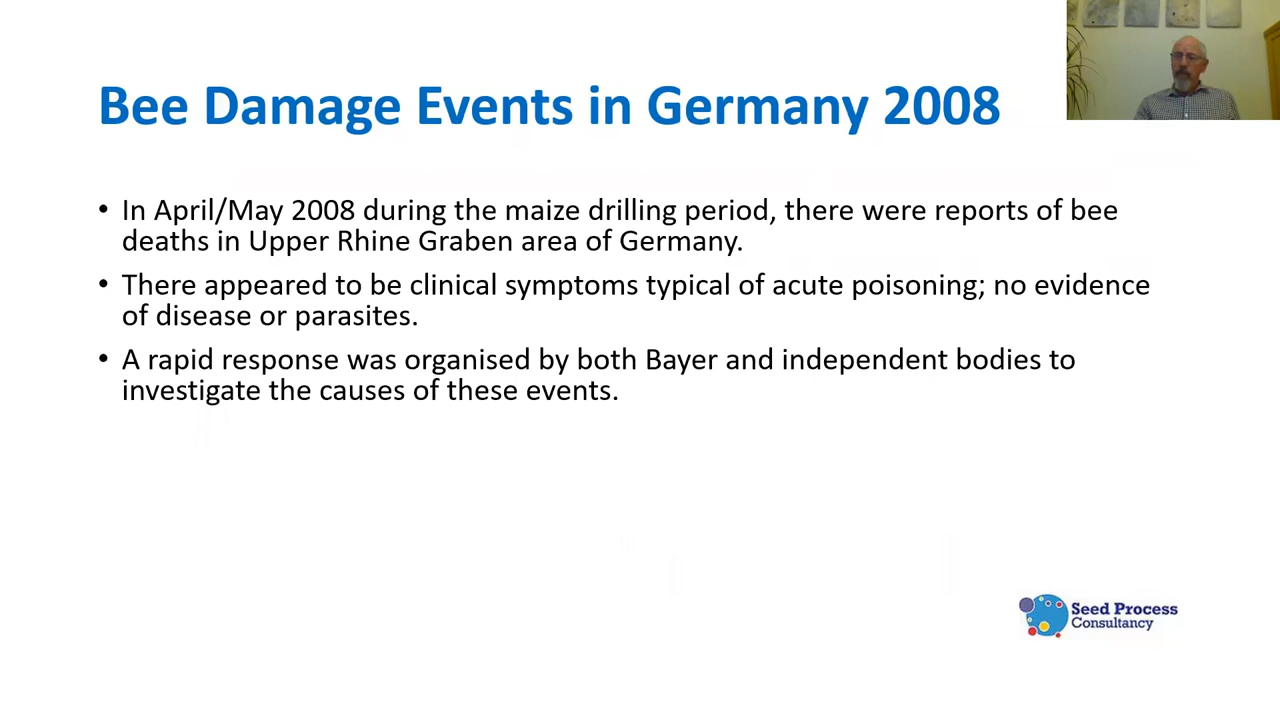 Bee Damage Events in Germany 2008
• In April/May 2008 during the maize drilling period, there were reports of bee
deaths in Upper Rhine Graben area of Germany.
• There appeared to be clinical symptoms typical of acute poisoning; no evidence
of disease or parasites.
• A rapid response was organised by both Bayer and independent bodies to
investigate the causes of these events.
Seed Process
Consultancy